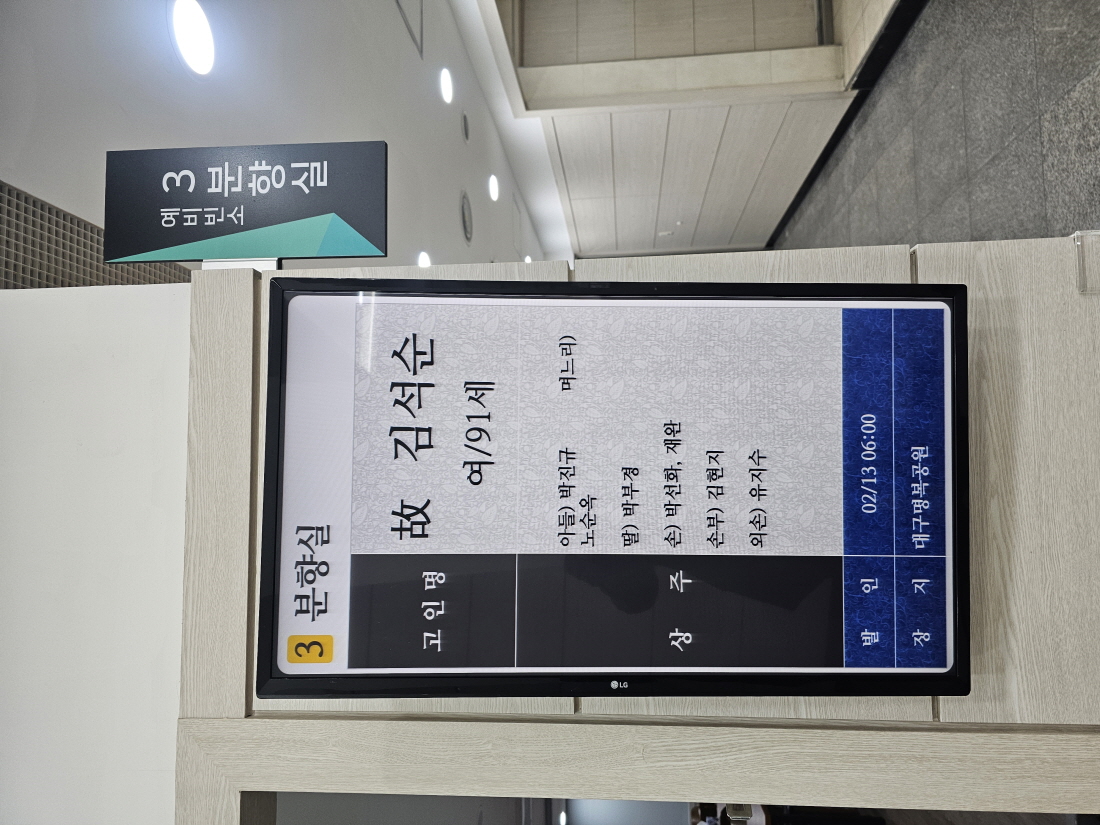 3 분향실
예비빈소
3 분향실
고인명
故 김석순
여/91세
상 주
아들) 박진규 며느리)
노순옥
딸) 박부경
손) 박선화, 재완
손부) 김현지
외손) 유지수
발 인
02/13 06:00
장 지
대구명복공원
LG